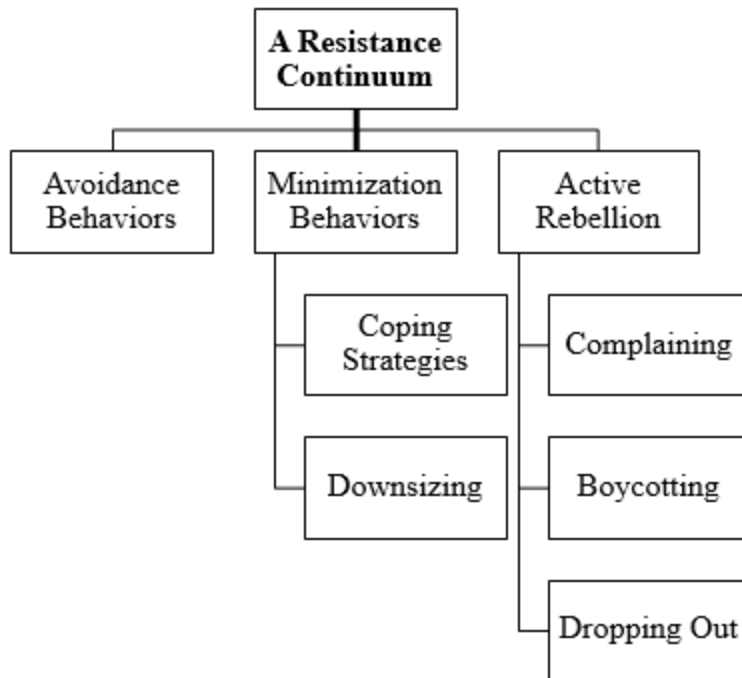 A Resistance
Continuum
Avoidance
Behaviors
Minimization
Behaviors
Active
Rebellion
Coping
Strategies
Complaining
Downsizing
Boycotting
Dropping Out